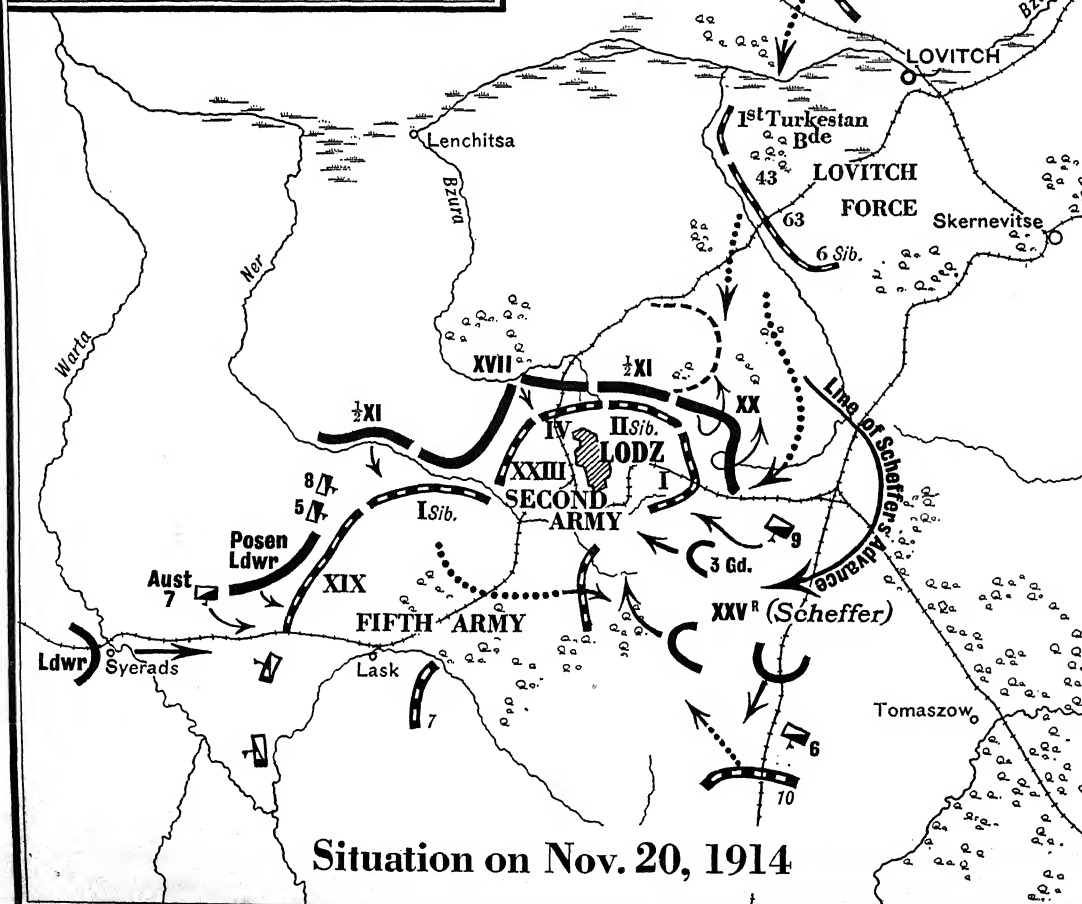 Bzu
LOVITCH
1st Turkestan
Bde
Lenchitsa
43
LOVITCH
FORCE
Bzura
63
Skernevitse
6 Sib.
Ner
Warta
XVII
½XI
Line of Scheffer's Advance
½XI
XX
IV
IISib.
LODZ
XXIII
I
8
5
ISib.
SECOND
ARMY
Posen
Ldwr
9
3 Gd.
Aust
7
XIX
XXVR (Scheffer)
FIFTH ARMY
Ldwr
Syerads
Lask
7
Tomaszow
6
10
Situation on Nov. 20, 1914